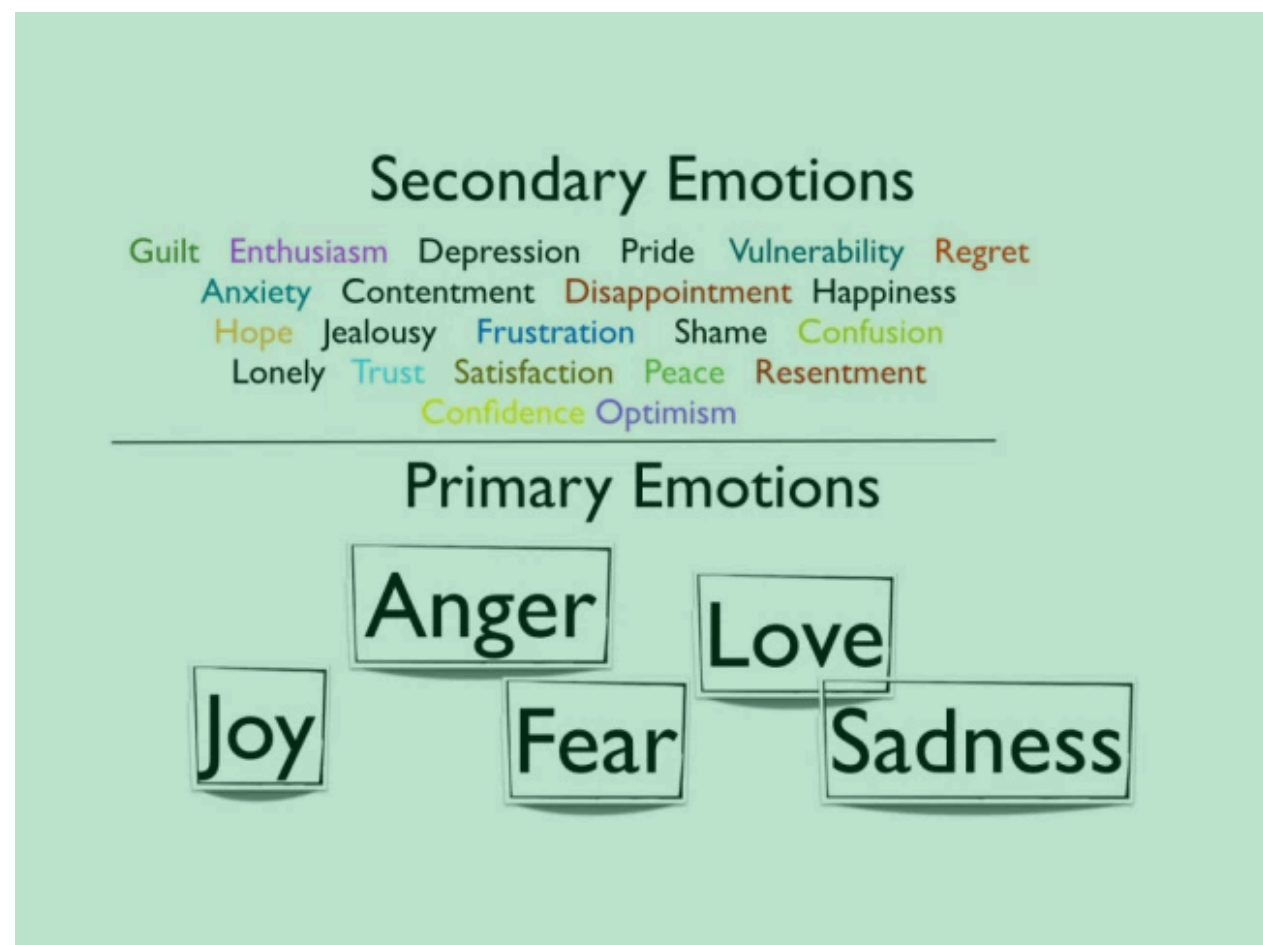 Secondary Emotions
Guilt Enthusiasm Depression Pride Vulnerability Regret
Anxiety Contentment Disappointment Happiness
Hope Jealousy Frustration Shame Confusion
Lonely Trust Satisfaction Peace Resentment
Confidence Optimism
Primary Emotions
Anger Love
Joy Fear Sadness